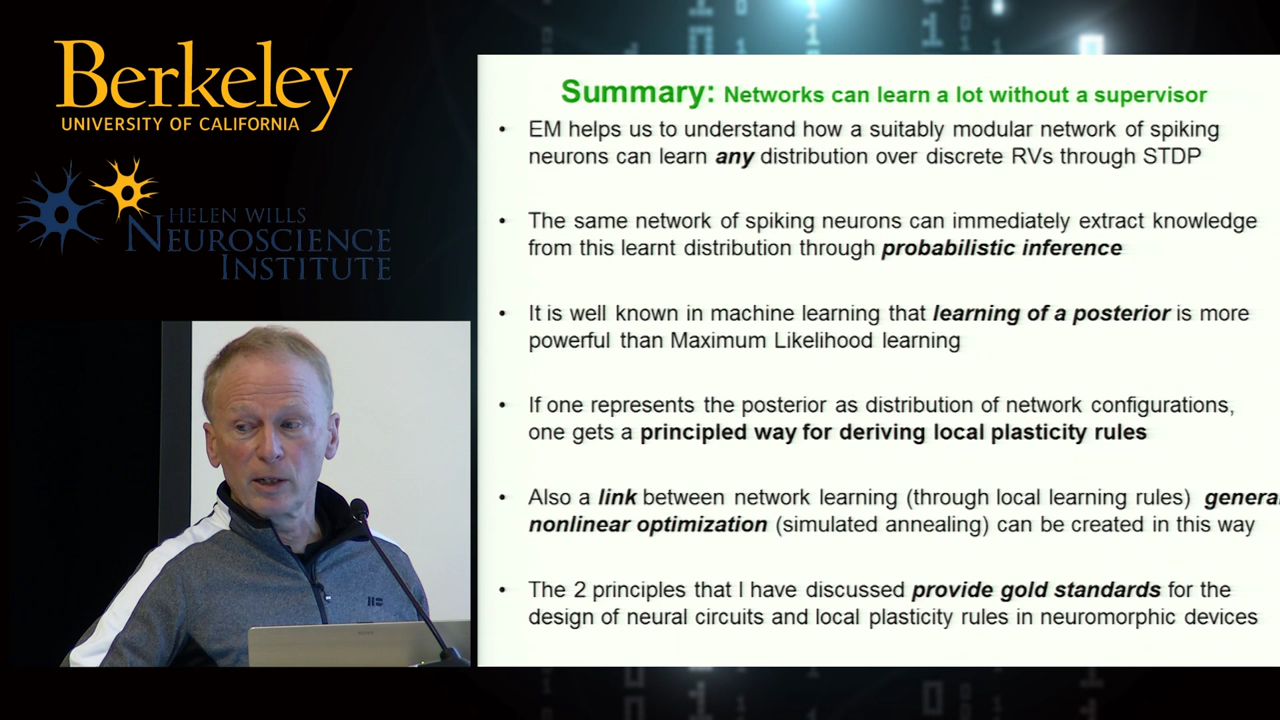 Berkeley
UNIVERSITY OF CALIFORNIA
HELEN WILLS
NEUROSCIENCE
INSTITUTE
Summary: Networks can learn a lot without a supervisor
• EM helps us to understand how a suitably modular network of spiking
neurons can learn any distribution over discrete RVs through STDP
• The same network of spiking neurons can immediately extract knowledge
from this learnt distribution through probabilistic inference
• It is well known in machine learning that learning of a posterior is more
powerful than Maximum Likelihood learning
• If one represents the posterior as distribution of network configurations,
one gets a principled way for deriving local plasticity rules
• Also a link between network learning (through local learning rules) genera
nonlinear optimization (simulated annealing) can be created in this way
• The 2 principles that I have discussed provide gold standards for the
design of neural circuits and local plasticity rules in neuromorphic devices
SONY